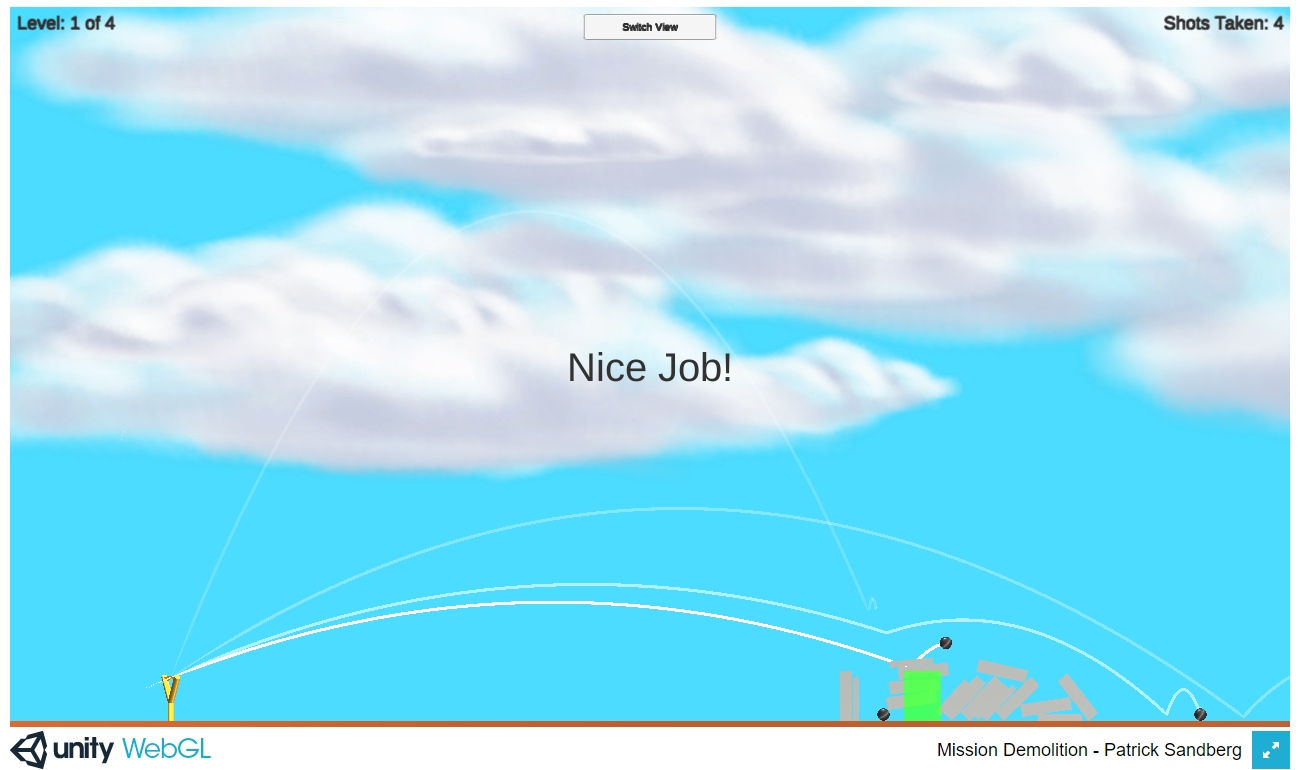 Level: 1 of 4
Switch View
Shots Taken: 4
Nice Job!
unity WebGL
Mission Demolition - Patrick Sandberg